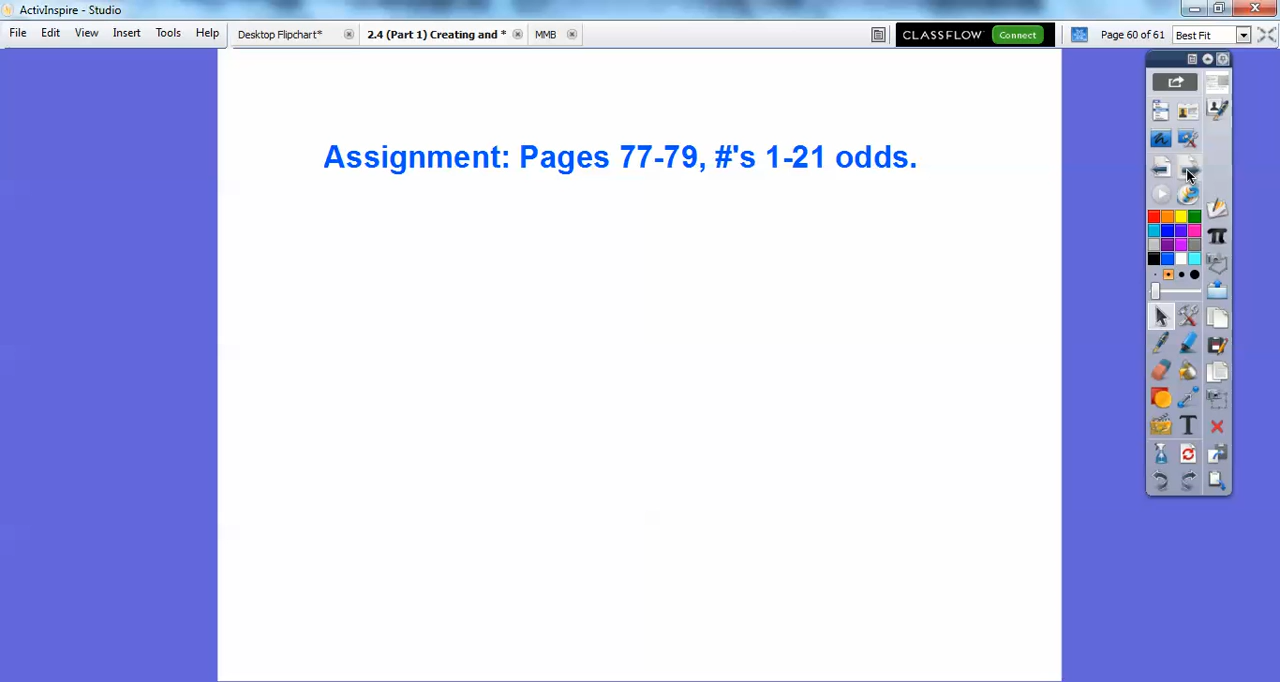 ActivInspire - Studio
File Edit View Insert Tools Help Desktop Flipchart* 2.4 (Part 1) Creating and * MMB CLASSFLOW Connect Page 60 of 61 Best Fit
Assignment: Pages 77-79, #'s 1-21 odds.